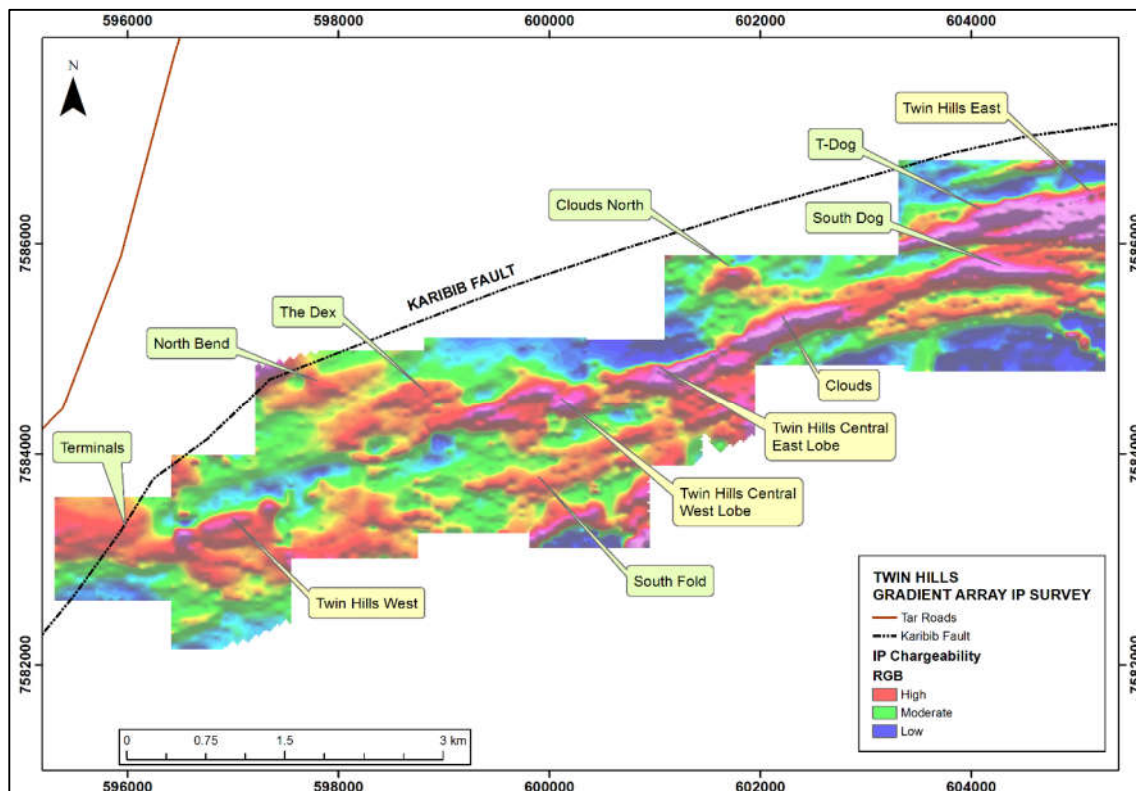 596000 598000 600000 602000 604000
N
Twin Hills East
T-Dog
Clouds North
South Dog
7586000 7586000
KARIBIB FAULT
The Dex
North Bend
Clouds
Terminals
Twin Hills Central
East Lobe
7584000 7584000
Twin Hills Central
West Lobe
South Fold
Twin Hills West
TWIN HILLS
GRADIENT ARRAY IP SURVEY
Tar Roads
Karibib Fault
IP Chargeability
RGB
High
Moderate
Low
7582000 7582000
0 0.75 1.5 3 km
596000 598000 600000 602000 604000